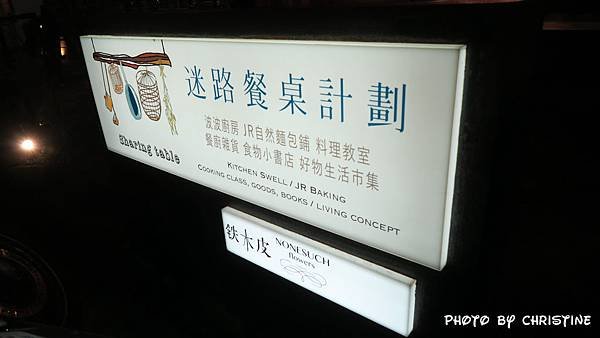 迷路餐桌計劃
Sharing table
波波廚房 JR自然麵包鋪 料理教室
餐廚雜貨 食物小書店 好物生活市集
KITCHEN SWELL / JR BAKING
COOKING CLASS, GOODS, BOOKS / LIVING CONCEPT
鉄木皮 NONESUCH
flowers
PHOTO BY CHRISTINE